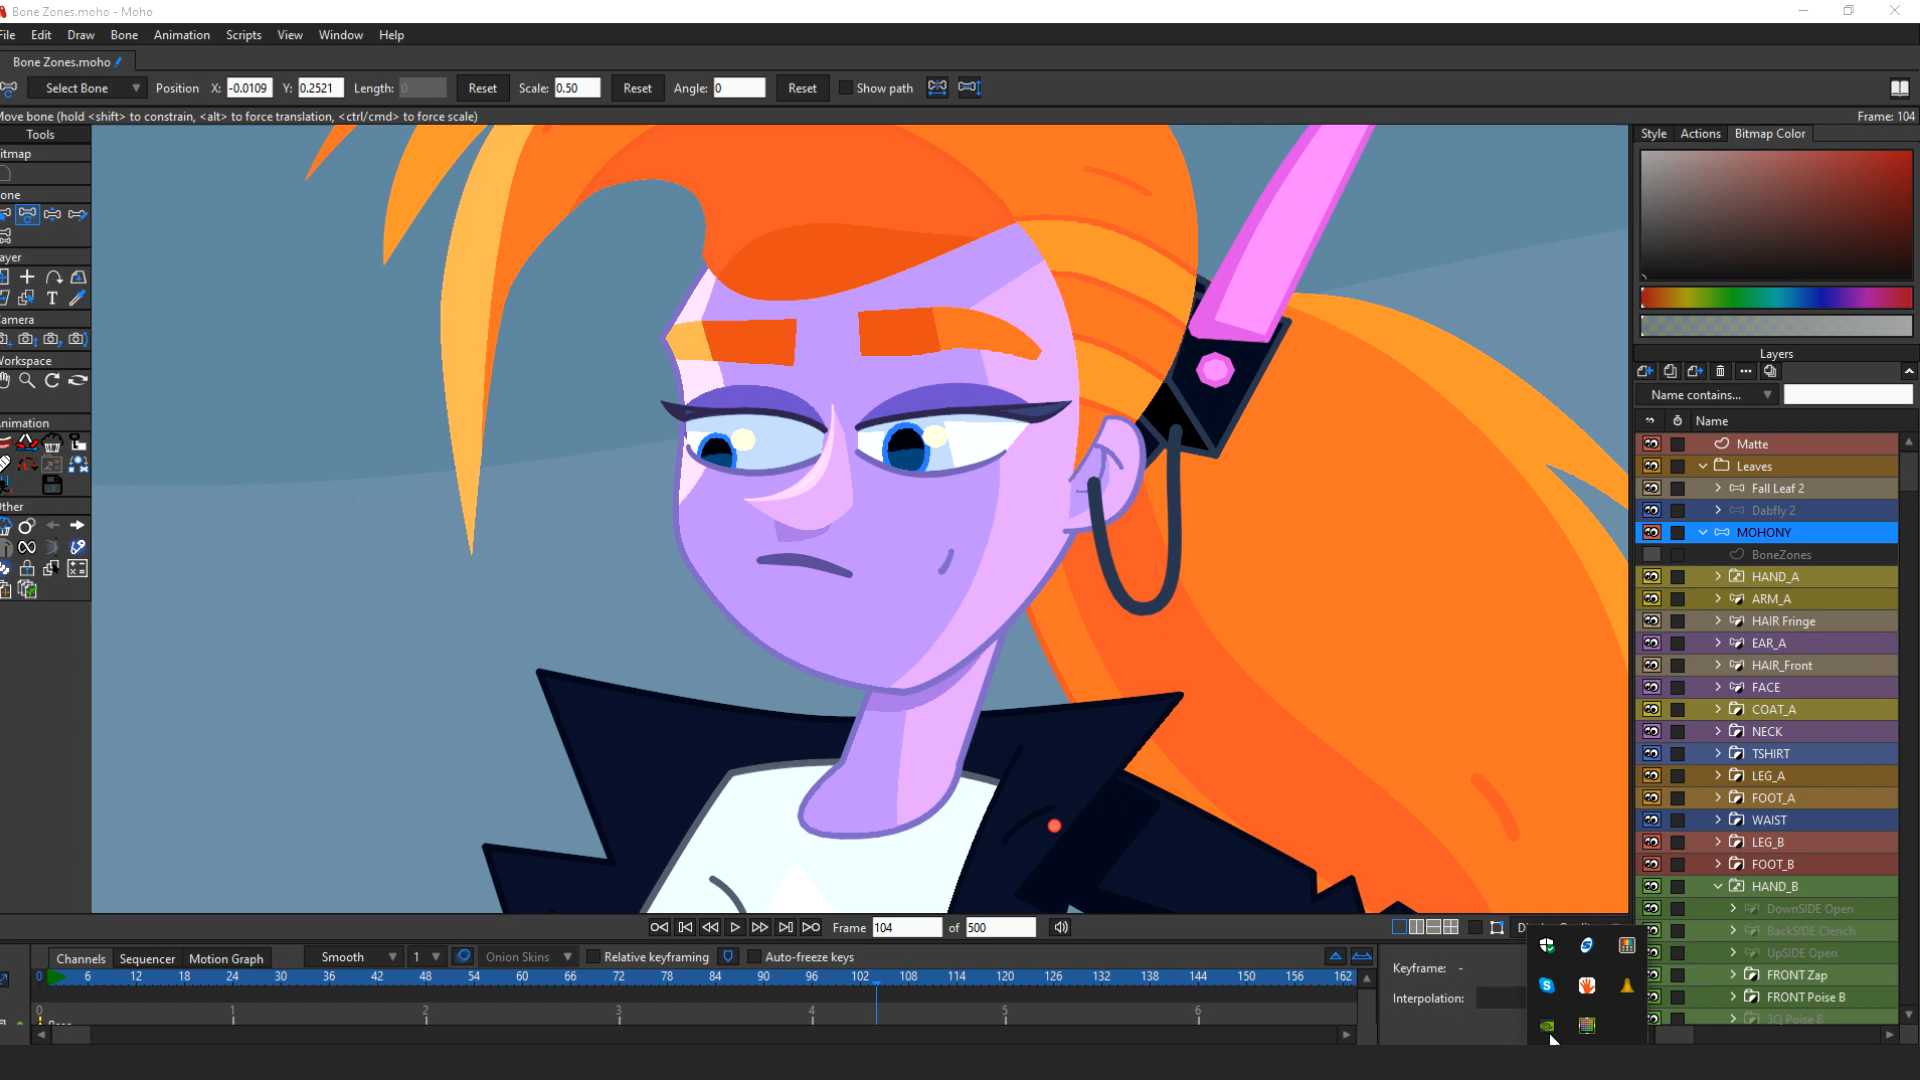 Bone Zones.moho - Moho
File Edit Draw Bone Animation Scripts View Window Help
Bone Zones.moho
Select Bone Position X: -0.0109 Y: 0.2521 Length: 0 Reset Scale: 0.50 Reset Angle: 0 Reset Show path
Move bone (hold <shift> to constrain, <alt> to force translation, <ctrl/cmd> to force scale) Frame: 104
Tools
itmap
one
ayer
amera
Workspace
nimation
ther
Style Actions Bitmap Color
Layers
Name contains...
Name
Matte
Leaves
Fall Leaf 2
Dabfly 2
MOHONY
BoneZones
HAND_A
ARM_A
HAIR Fringe
EAR_A
HAIR_Front
FACE
COAT_A
NECK
TSHIRT
LEG_A
FOOT_A
WAIST
LEG_B
FOOT_B
HAND_B
DownSIDE Open
BackSIDE Clench
UpSIDE Open
FRONT Zap
FRONT Poise B
3Q Poise B
Frame 104 of 500
Channels Sequencer Motion Graph Smooth 1 Onion Skins Relative keyframing Auto-freeze keys
0 6 12 18 24 30 36 42 48 54 60 66 72 78 84 90 96 102 108 114 120 126 132 138 144 150 156 162
0 1 2 3 4 5 6
Keyframe: -
Interpolation: